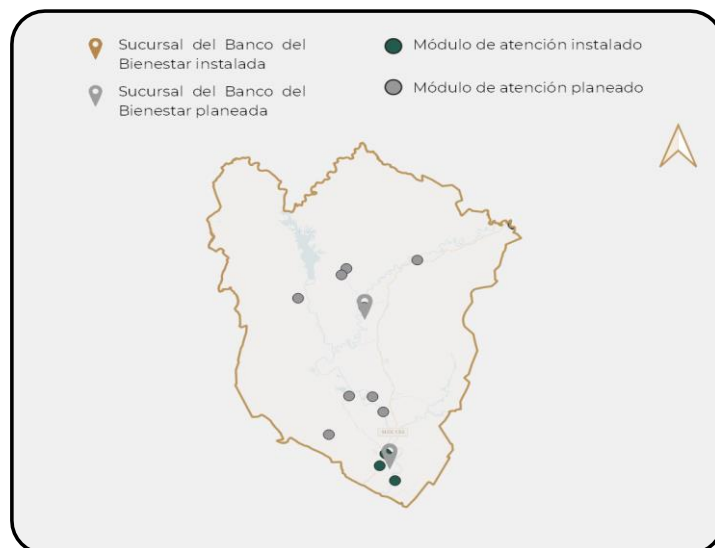 Sucursal del Banco del
Bienestar instalada
Sucursal del Banco del
Bienestar planeada
Módulo de atención instalado
Módulo de atención planeado